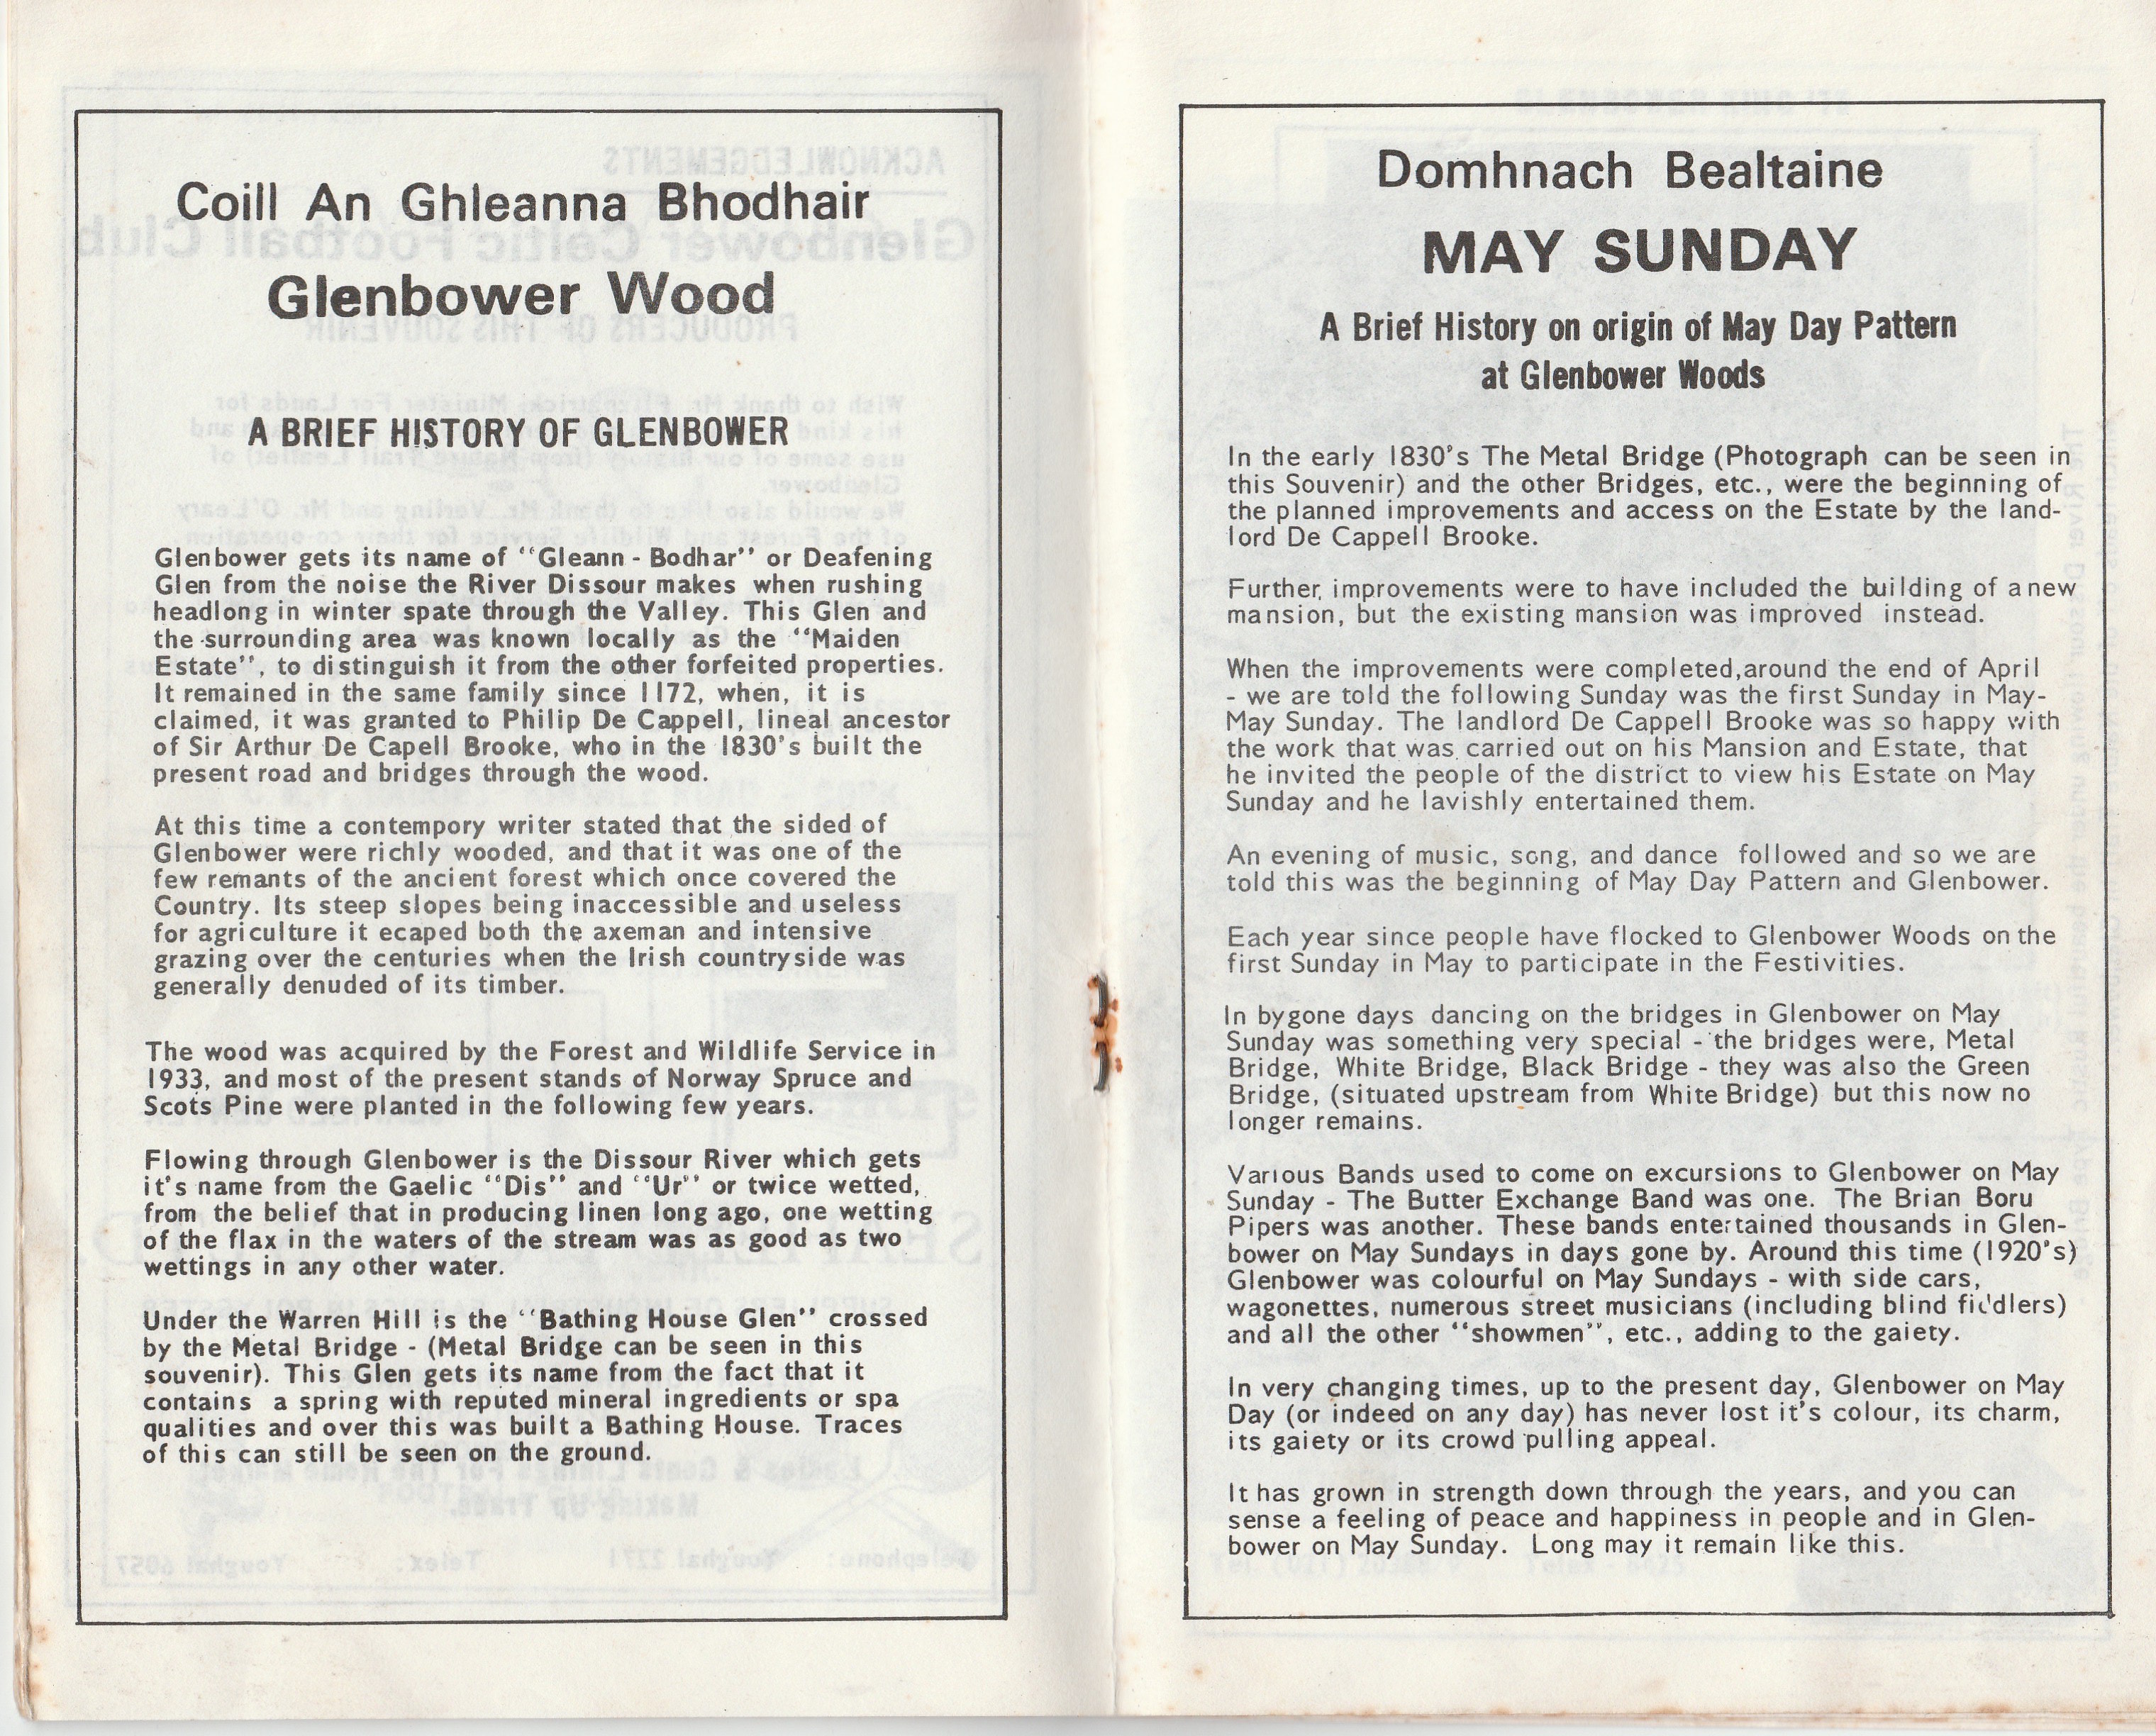 Coill An Ghleanna Bhodhair
Glenbower Wood
A BRIEF HISTORY OF GLENBOWER
Glenbower gets its name of "Gleann - Bodhar" or Deafening
Glen from the noise the River Dissour makes when rushing
headlong in winter spate through the Valley. This Glen and
the surrounding area was known locally as the "Maiden
Estate", to distinguish it from the other forfeited properties.
It remained in the same family since 1172, when, it is
claimed, it was granted to Philip De Cappell, lineal ancestor
of Sir Arthur De Capell Brooke, who in the 1830's built the
present road and bridges through the wood.
At this time a contempory writer stated that the sided of
Glenbower were richly wooded, and that it was one of the
few remants of the ancient forest which once covered the
Country. Its steep slopes being inaccessible and useless
for agriculture it ecaped both the axeman and intensive
grazing over the centuries when the Irish countryside was
generally denuded of its timber.
The wood was acquired by the Forest and Wildlife Service in
1933, and most of the present stands of Norway Spruce and
Scots Pine were planted in the following few years.
Flowing through Glenbower is the Dissour River which gets
it's name from the Gaelic "Dis" and "Ur" or twice wetted,
from the belief that in producing linen long ago, one wetting
of the flax in the waters of the stream was as good as two
wettings in any other water.
Under the Warren Hill is the "Bathing House Glen" crossed
by the Metal Bridge - (Metal Bridge can be seen in this
souvenir). This Glen gets its name from the fact that it
contains a spring with reputed mineral ingredients or spa
qualities and over this was built a Bathing House. Traces
of this can still be seen on the ground.
Domhnach Bealtaine
MAY SUNDAY
A Brief History on origin of May Day Pattern
at Glenbower Woods
In the early 1830's The Metal Bridge (Photograph can be seen in
this Souvenir) and the other Bridges, etc., were the beginning of
the planned improvements and access on the Estate by the land-
lord De Cappell Brooke.
Further, improvements were to have included the building of a new
mansion, but the existing mansion was improved instead.
When the improvements were completed,around the end of April
- we are told the following Sunday was the first Sunday in May-
May Sunday. The landlord De Cappell Brooke was so happy with
the work that was carried out on his Mansion and Estate, that
he invited the people of the district to view his Estate on May
Sunday and he lavishly entertained them.
An evening of music, song, and dance followed and so we are
told this was the beginning of May Day Pattern and Glenbower.
Each year since people have flocked to Glenbower Woods on the
first Sunday in May to participate in the Festivities.
In bygone days dancing on the bridges in Glenbower on May
Sunday was something very special - the bridges were, Metal
Bridge, White Bridge, Black Bridge - they was also the Green
Bridge, (situated upstream from White Bridge) but this now no
longer remains.
Various Bands used to come on excursions to Glenbower on May
Sunday - The Butter Exchange Band was one. The Brian Boru
Pipers was another. These bands entertained thousands in Glen-
bower on May Sundays in days gone by. Around this time (1920's)
Glenbower was colourful on May Sundays - with side cars,
wagonettes, numerous street musicians (including blind fiddlers)
and all the other "showmen", etc., adding to the gaiety.
In very changing times, up to the present day, Glenbower on May
Day (or indeed on any day) has never lost it's colour, its charm,
its gaiety or its crowd pulling appeal.
It has grown in strength down through the years, and you can
sense a feeling of peace and happiness in people and in Glen-
bower on May Sunday. Long may it remain like this.